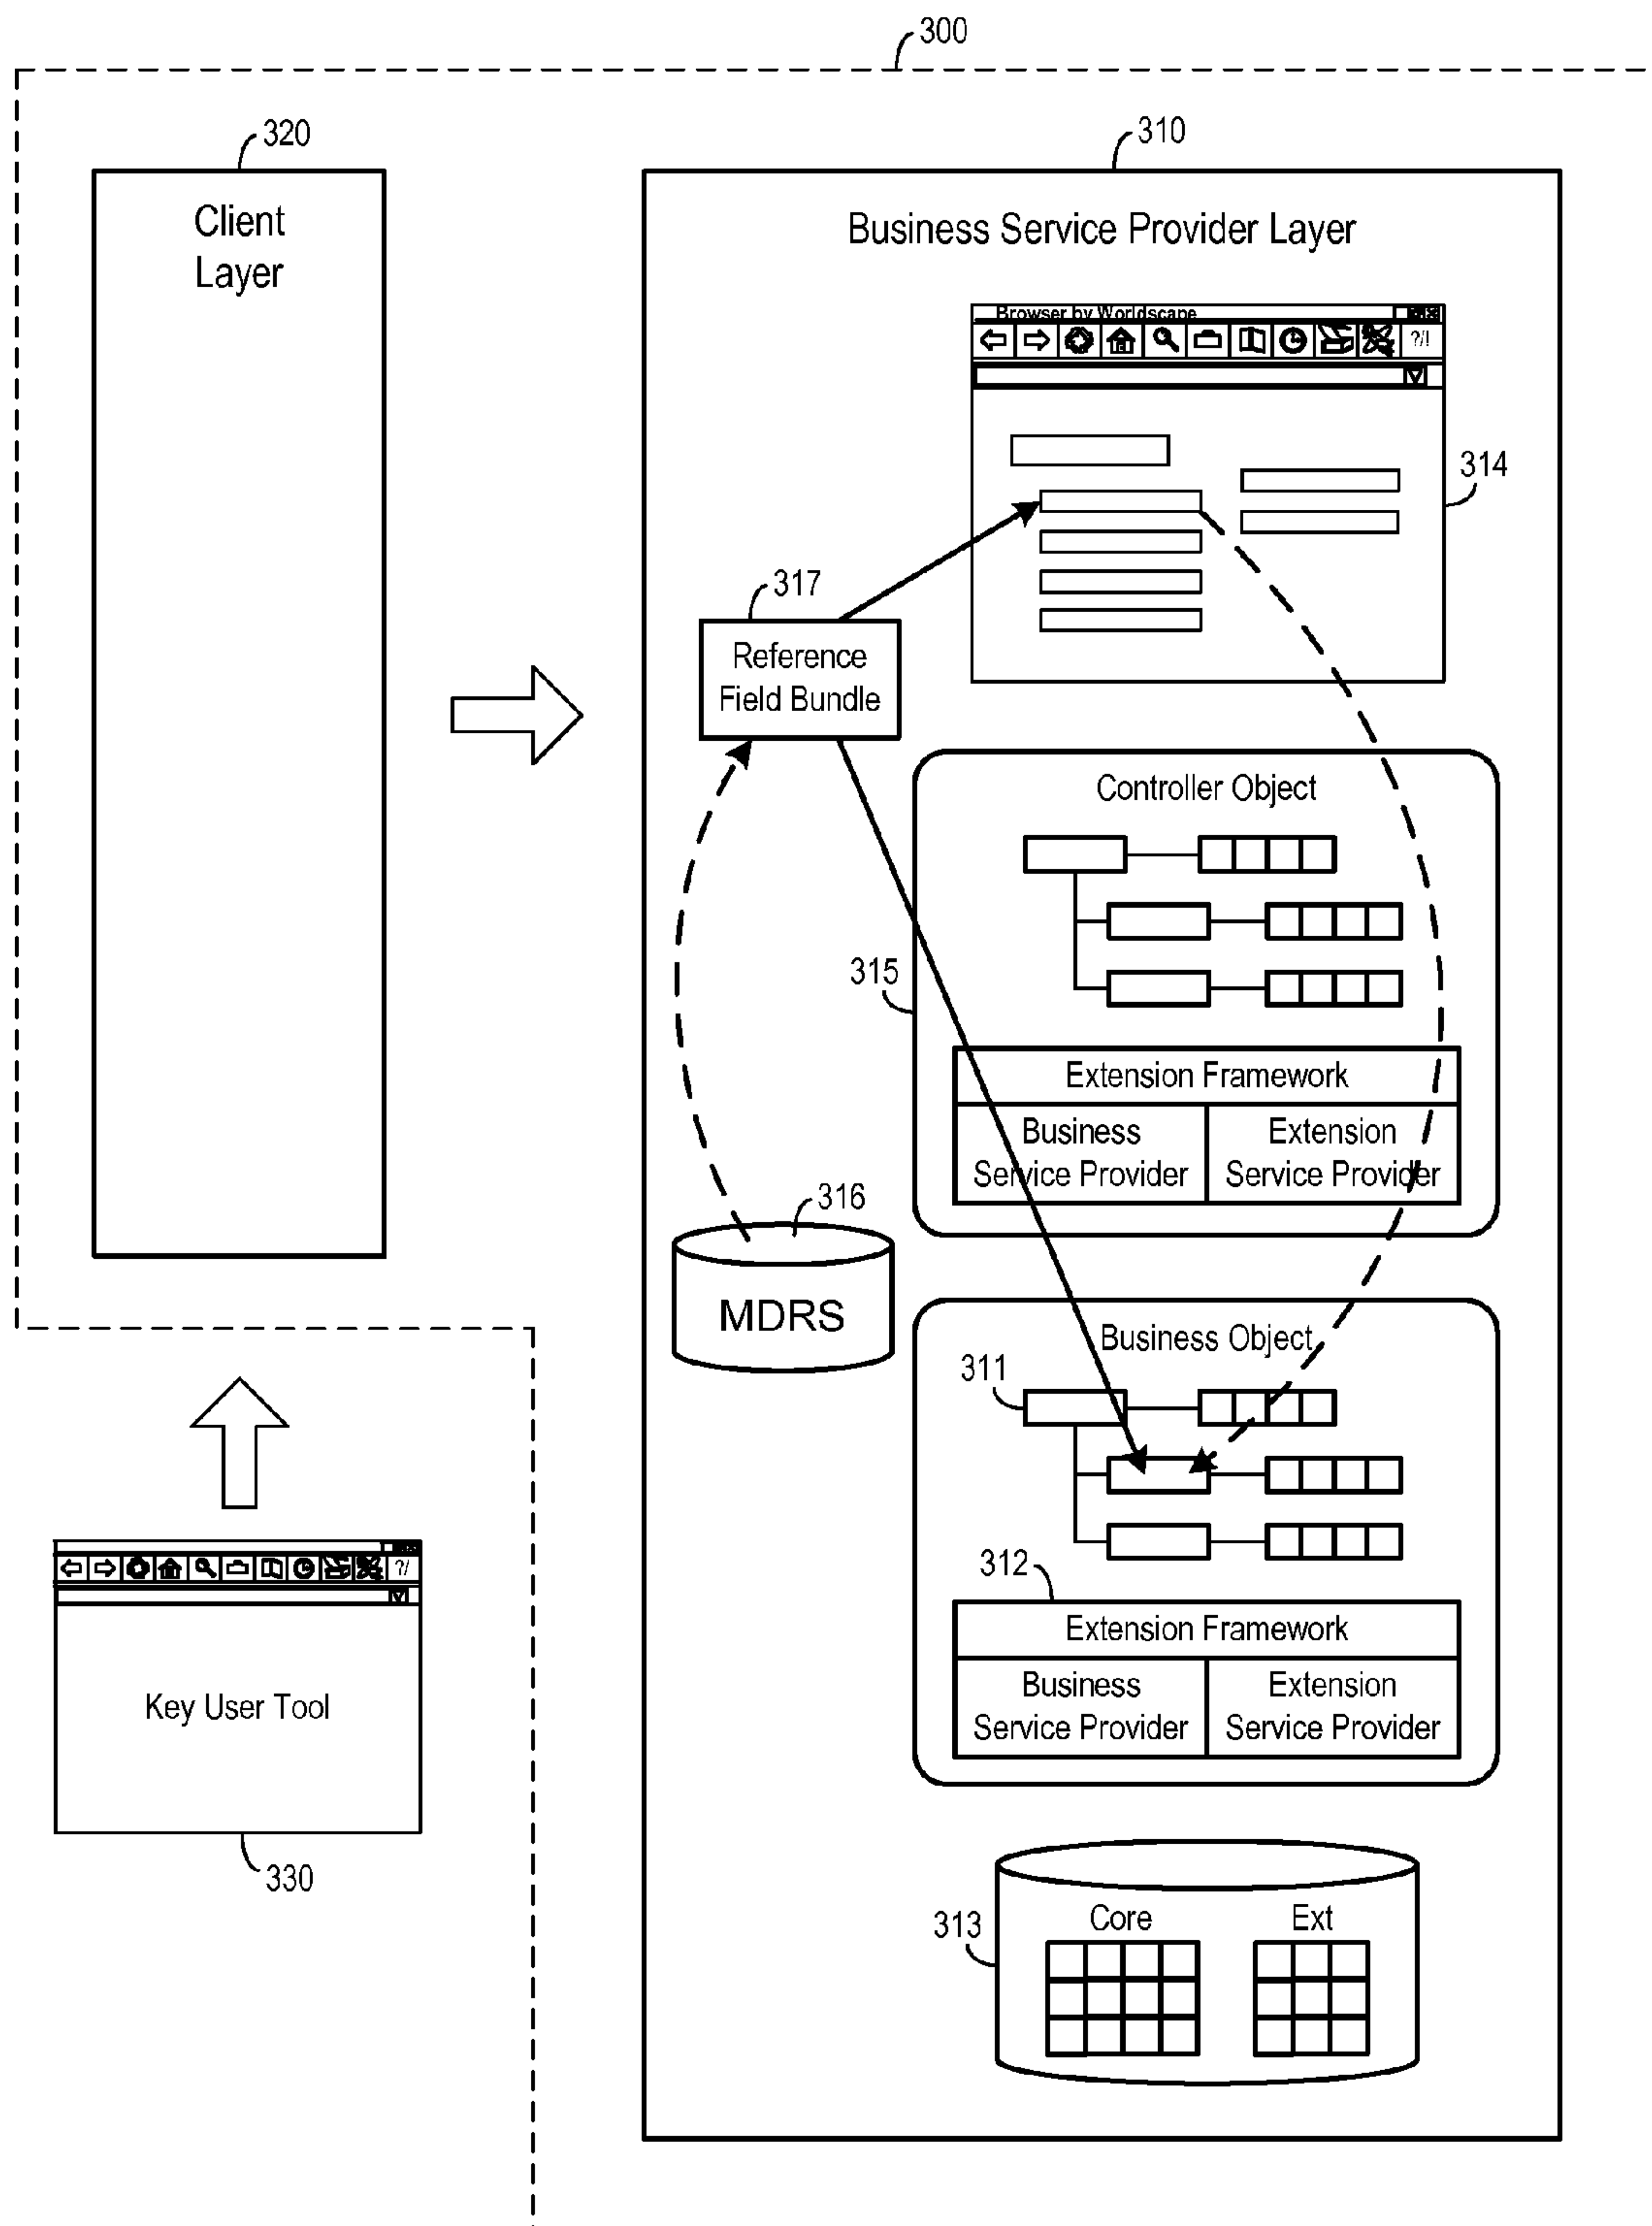 300
320
310
Client
Layer
Business Service Provider Layer
Browser by Worldscape
?/!
314
317
Reference
Field Bundle
Controller Object
315
Extension Framework
Business
Service Provider
Extension
Service Provider
316
MDRS
Business Object
311
312
Extension Framework
Business
Service Provider
Extension
Service Provider
?/
Key User Tool
330
313
Core
Ext